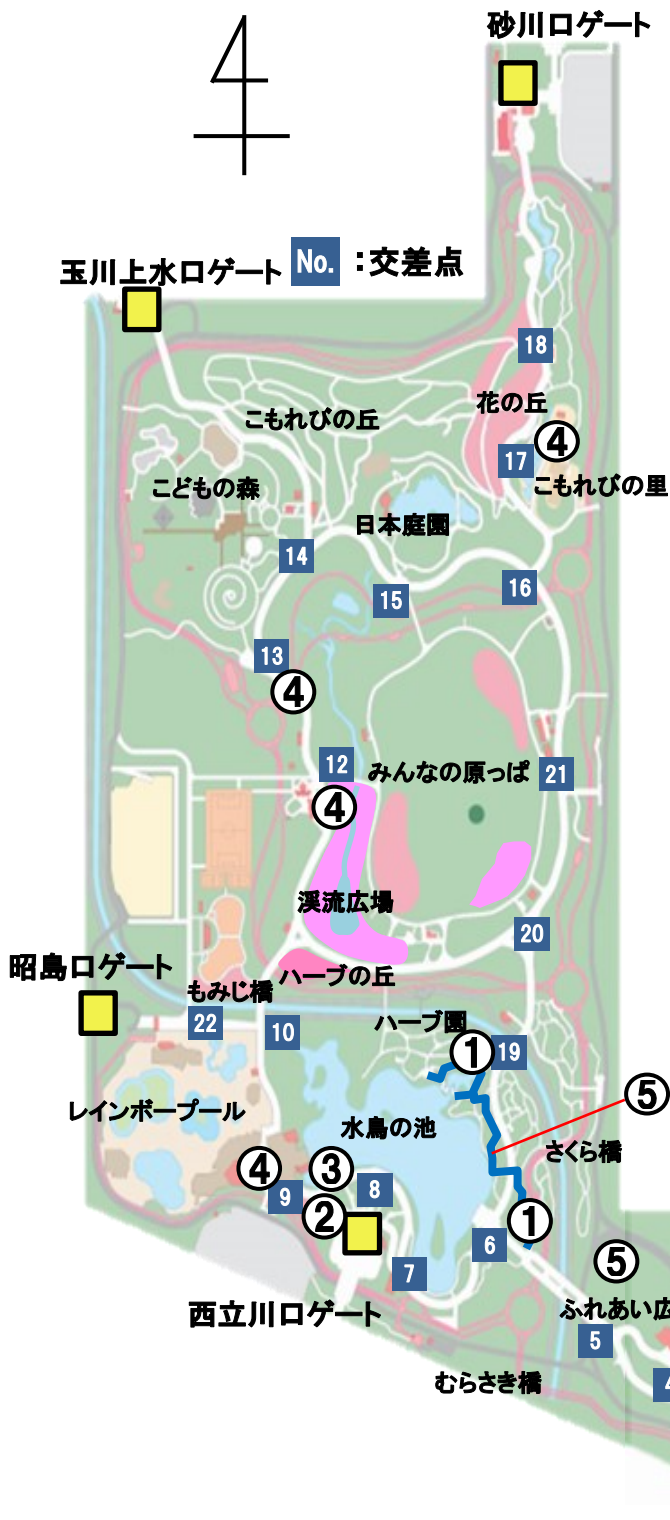 砂川口ゲート
玉川上水口ゲート
No. ：交差点
18
こもれびの丘
花の丘
④
17
こどもの森
こもれびの里
日本庭園
14
16
15
13
④
12
みんなの原っぱ
21
④
渓流広場
20
昭島口ゲート
ハーブの丘
もみじ橋
22
10
ハーブ園
①
19
⑤
レインボープール
水鳥の池
さくら橋
④
③
9
8
②
①
6
7
⑤
西立川口ゲート
ふれあい広
5
むらさき橋
4